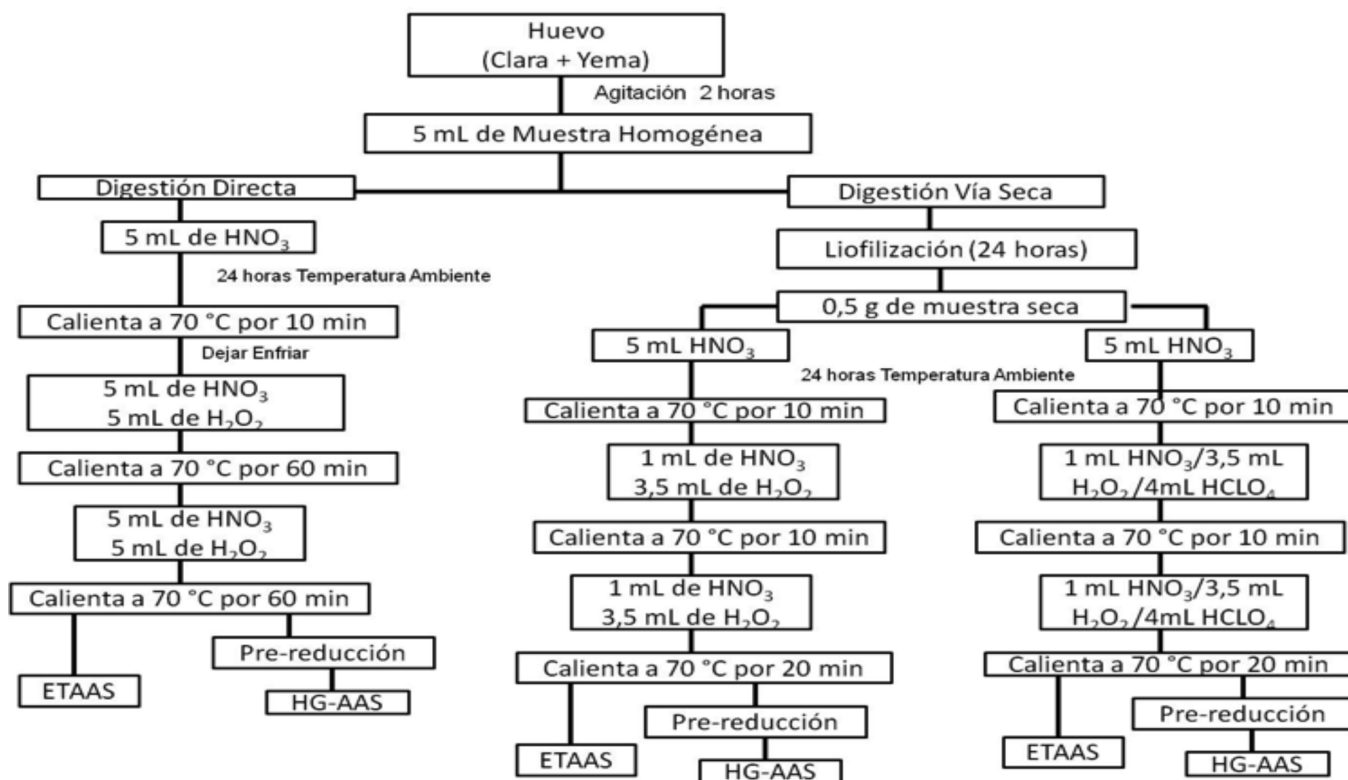 Huevo
(Clara + Yema)
Agitación 2 horas
5 mL de Muestra Homogénea
Digestión Directa
5 mL de HNO₃
24 horas Temperatura Ambiente
Calienta a 70 °C por 10 min
Dejar Enfriar
5 mL de HNO₃
5 mL de H₂O₂
Calienta a 70 °C por 60 min
5 mL de HNO₃
5 mL de H₂O₂
Calienta a 70 °C por 60 min
ETAAS
Pre-reducción
HG-AAS
Digestión Vía Seca
Liofilización (24 horas)
0,5 g de muestra seca
5 mL HNO₃
24 horas Temperatura Ambiente
Calienta a 70 °C por 10 min
1 mL de HNO₃
3,5 mL de H₂O₂
Calienta a 70 °C por 10 min
1 mL de HNO₃
3,5 mL de H₂O₂
Calienta a 70 °C por 20 min
ETAAS
Pre-reducción
HG-AAS
5 mL HNO₃
Calienta a 70 °C por 10 min
1 mL HNO₃/3,5 mL
H₂O₂/4mL HCLO₄
Calienta a 70 °C por 10 min
1 mL HNO₃/3,5 mL
H₂O₂/4mL HCLO₄
Calienta a 70 °C por 20 min
ETAAS
Pre-reducción
HG-AAS